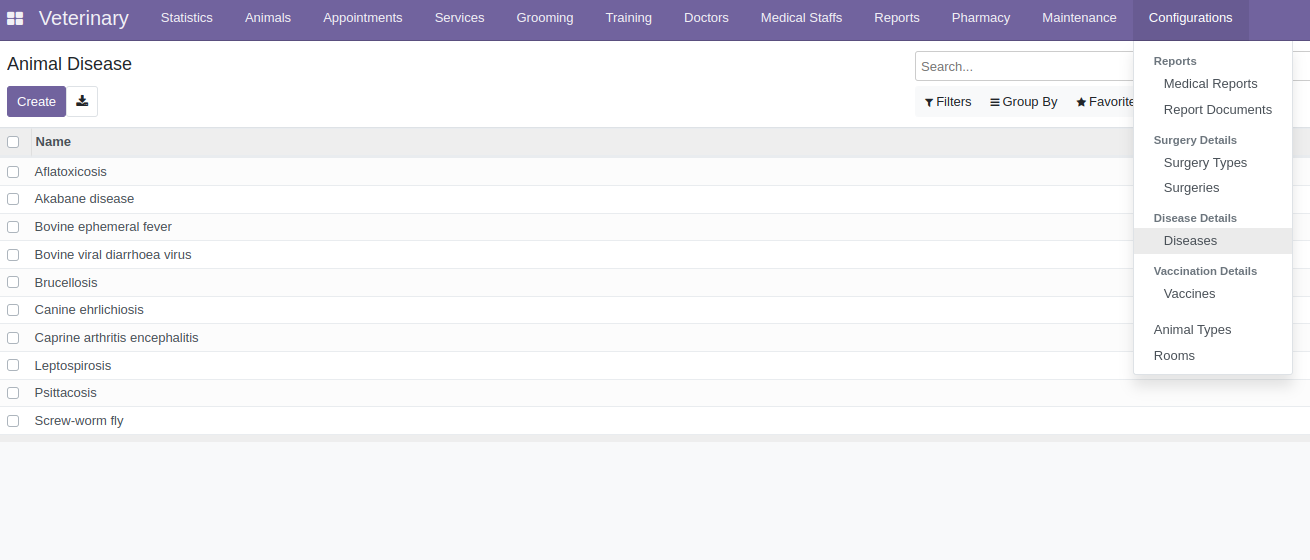 Veterinary Statistics Animals Appointments Services Grooming Training Doctors Medical Staffs Reports Pharmacy Maintenance Configurations
Animal Disease
Search...
Create
Filters Group By Favorite
Name
Aflatoxicosis
Akabane disease
Bovine ephemeral fever
Bovine viral diarrhoea virus
Brucellosis
Canine ehrlichiosis
Caprine arthritis encephalitis
Leptospirosis
Psittacosis
Screw-worm fly
Reports
Medical Reports
Report Documents
Surgery Details
Surgery Types
Surgeries
Disease Details
Diseases
Vaccination Details
Vaccines
Animal Types
Rooms